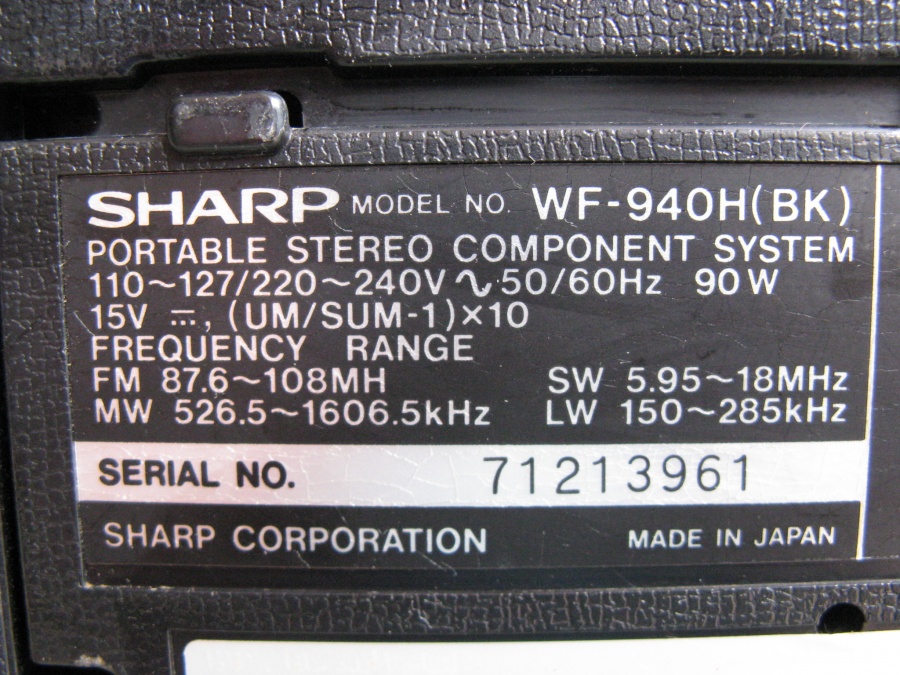 SHARP MODEL NO. WF-940H(BK)
PORTABLE STEREO COMPONENT SYSTEM
110~127/220~240V∿50/60Hz 90W
15V ⎓, (UM/SUM-1)×10
FREQUENCY RANGE
FM 87.6~108MH SW 5.95~18MHz
MW 526.5~1606.5kHz LW 150~285kHz
SERIAL NO. 71213961
SHARP CORPORATION MADE IN JAPAN